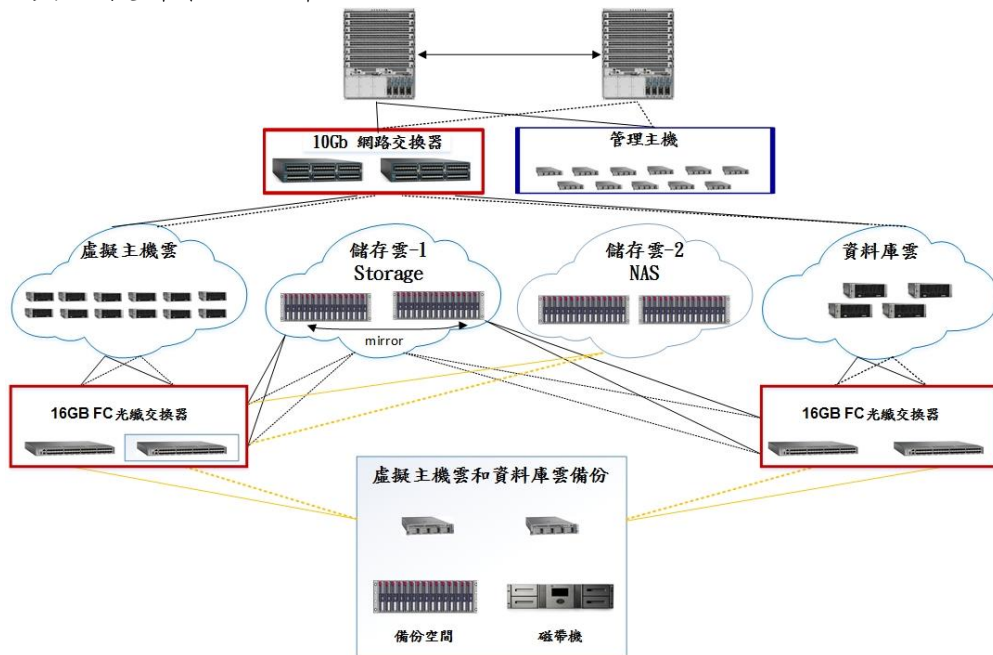 10Gb 網路交換器
管理主機
虛擬主機雲
儲存雲-1
Storage
儲存雲-2
NAS
資料庫雲
mirror
16GB FC光纖交換器
16GB FC光纖交換器
虛擬主機雲和資料庫雲備份
備份空間
磁帶機